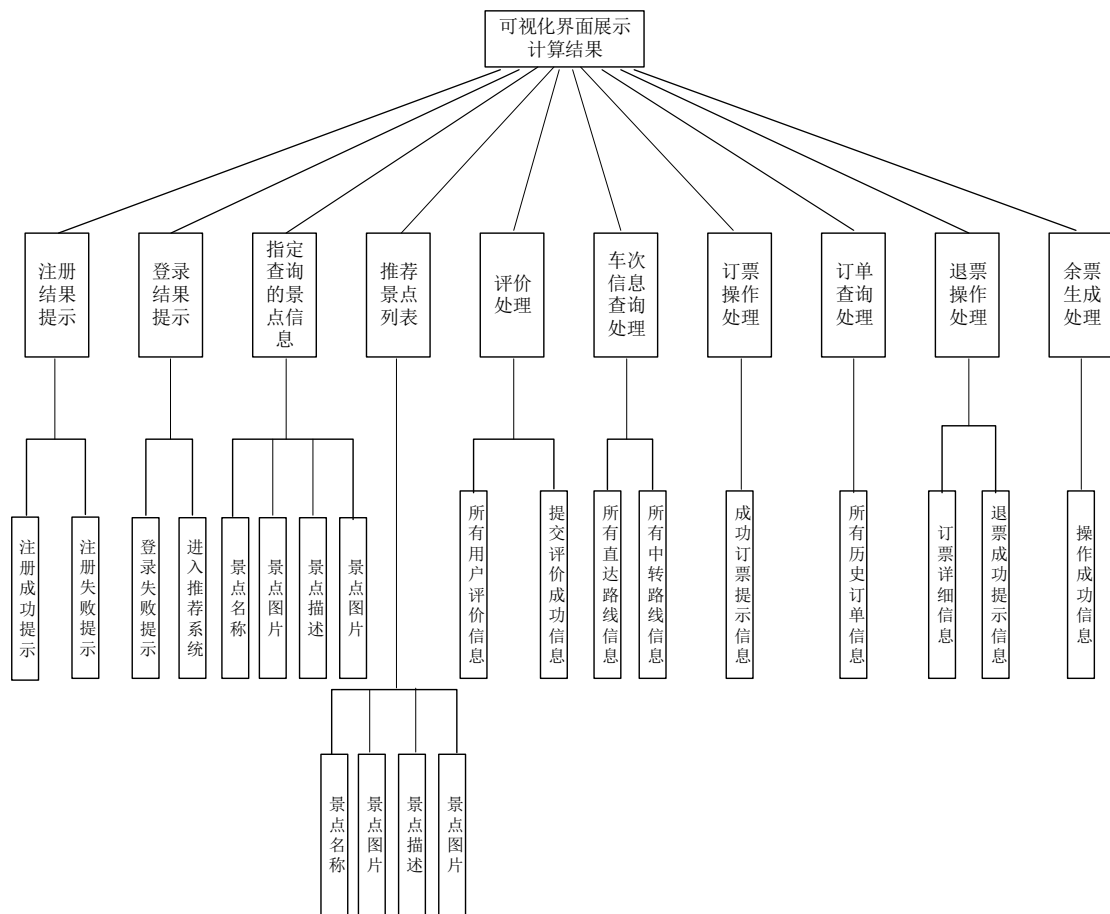 可视化界面展示
计算结果
注册
结果
提示
登录
结果
提示
指定
查询
的景
点信
息
推荐
景点
列表
评价
处理
车次
信息
查询
处理
订票
操作
处理
订单
查询
处理
退票
操作
处理
余票
生成
处理
注册成功提示
注册失败提示
登录失败提示
进入推荐系统
景点名称
景点图片
景点描述
景点图片
所有用户评价信息
提交评价成功信息
所有直达路线信息
所有中转路线信息
成功订票提示信息
所有历史订单信息
订票详细信息
退票成功提示信息
操作成功信息
景点名称
景点图片
景点描述
景点图片